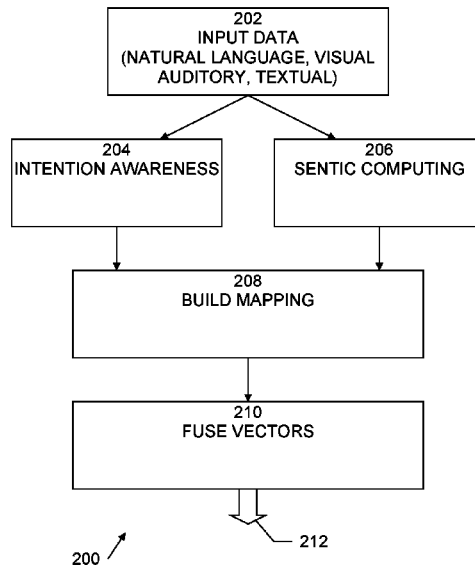 202
INPUT DATA
(NATURAL LANGUAGE, VISUAL
AUDITORY, TEXTUAL)
204
INTENTION AWARENESS
206
SENTIC COMPUTING
208
BUILD MAPPING
210
FUSE VECTORS
212
200